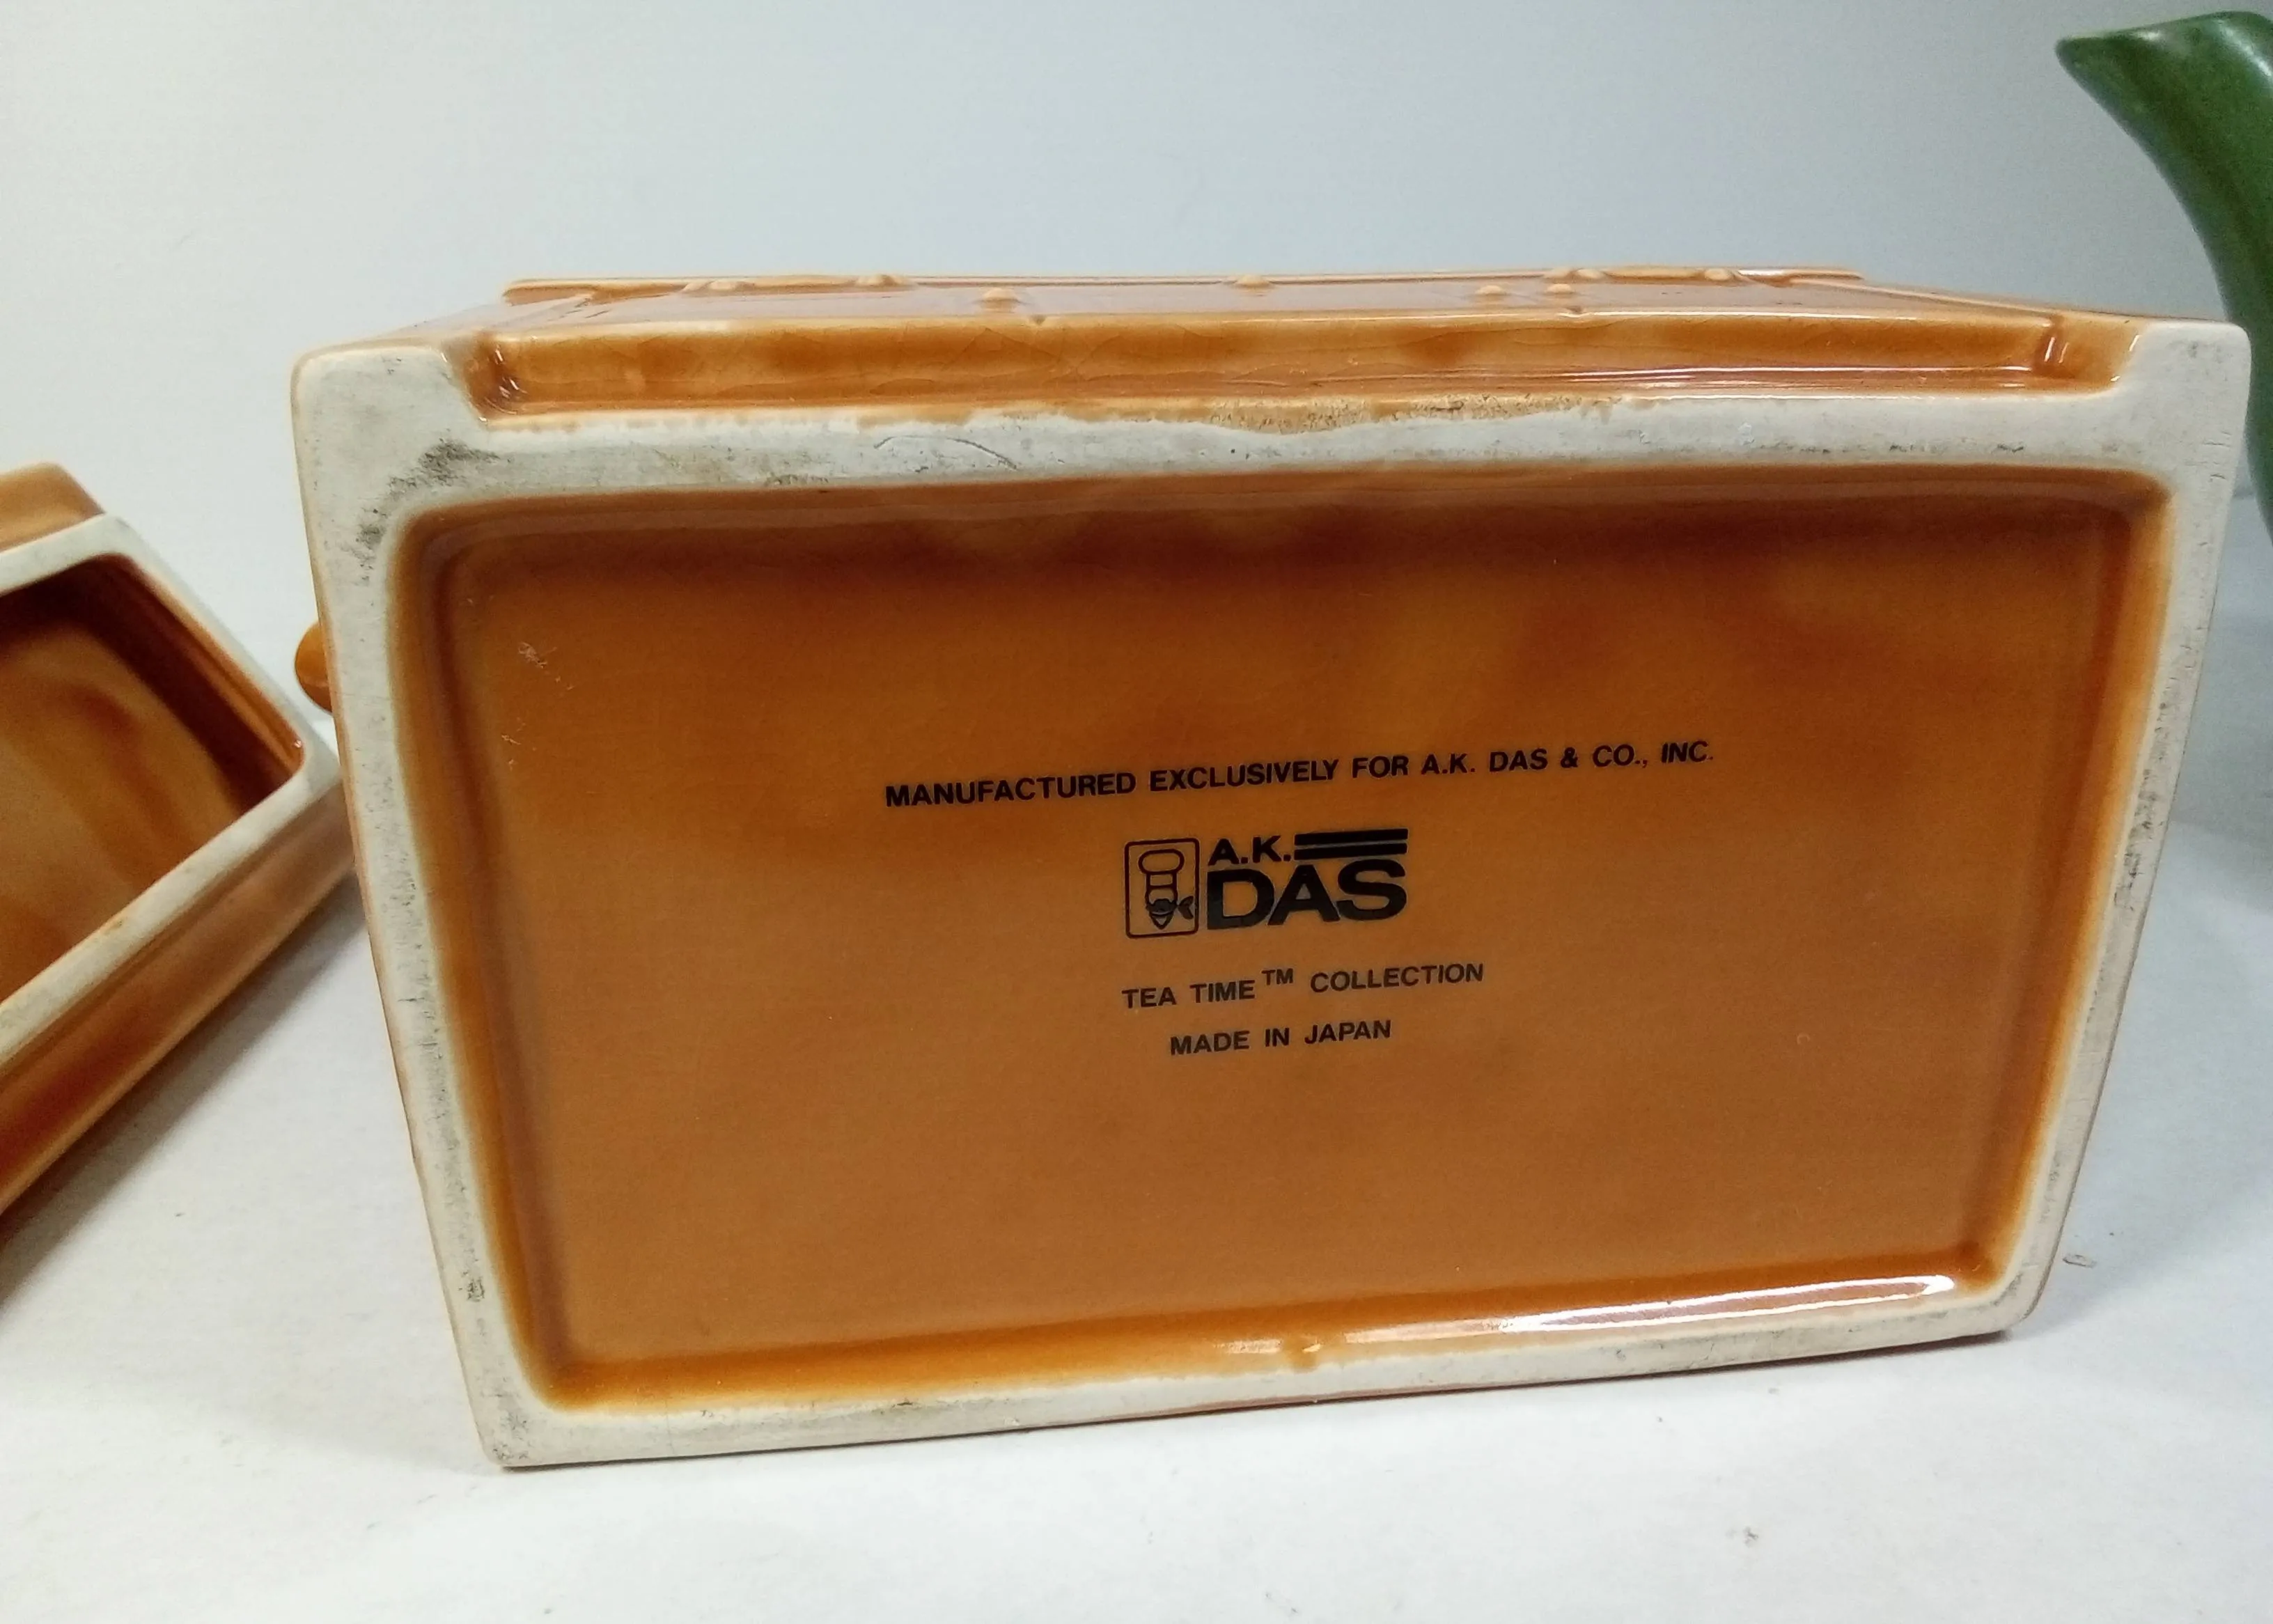 MANUFACTURED EXCLUSIVELY FOR A.K. DAS & CO., INC.
A.K.
DAS
TEA TIME™ COLLECTION
MADE IN JAPAN